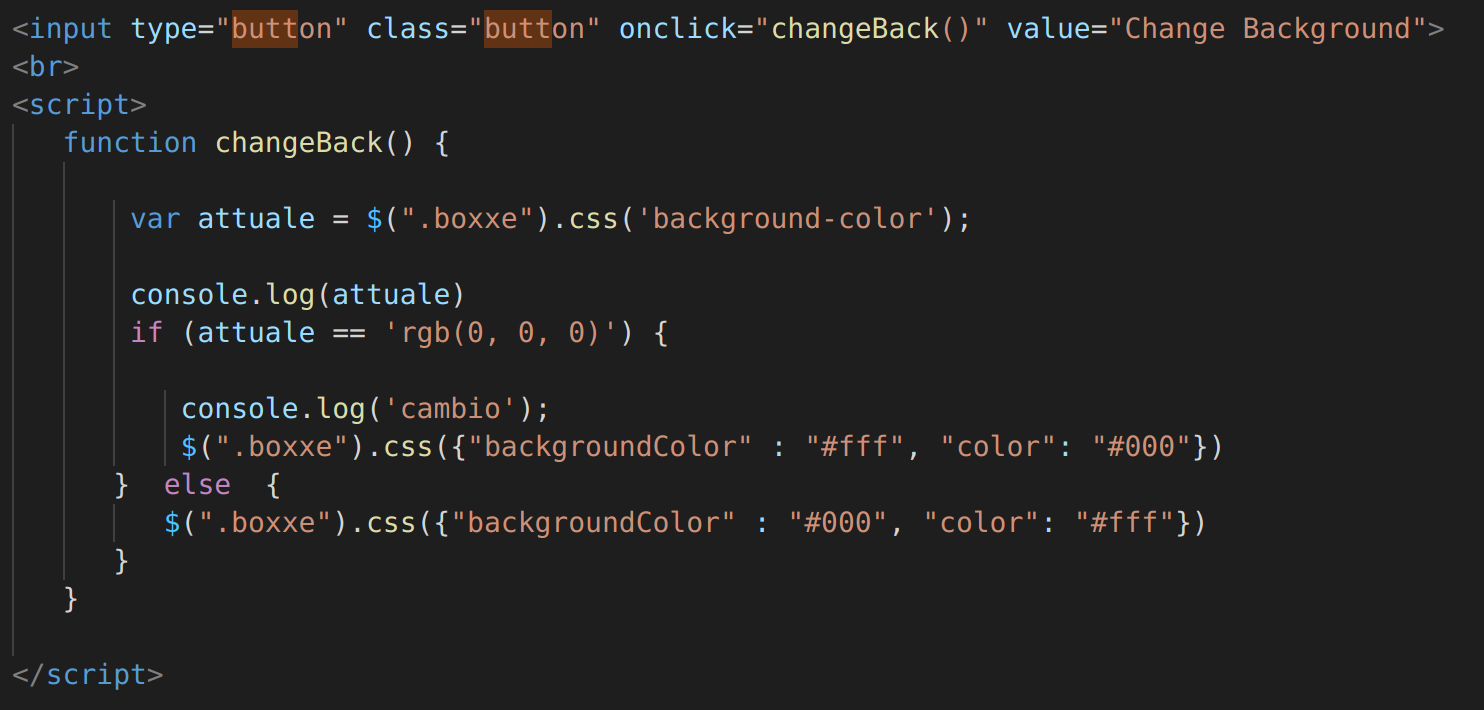 <input type="button" class="button" onclick="changeBack()" value="Change Background">
<br>
<script>
   function changeBack() {
       var attuale = $(".boxxe").css('background-color');
       console.log(attuale)
       if (attuale == 'rgb(0, 0, 0)') {
          console.log('cambio');
          $(".boxxe").css({"backgroundColor" : "#fff", "color": "#000"})
      }  else  {
         $(".boxxe").css({"backgroundColor" : "#000", "color": "#fff"})
      }
   }
</script>